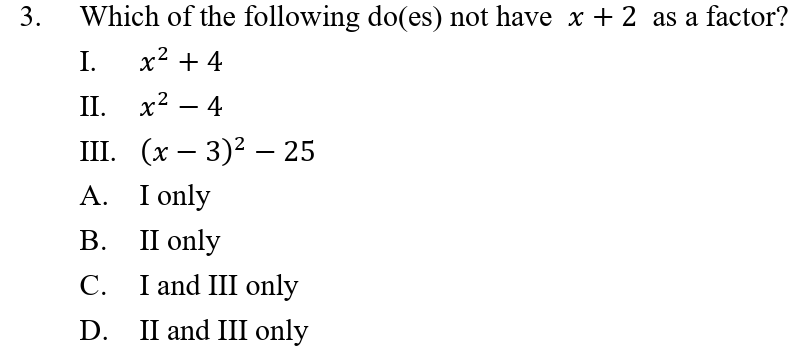 3. Which of the following do(es) not have x + 2 as a factor?
I. x² + 4
II. x² − 4
III. (x − 3)² − 25
A. I only
B. II only
C. I and III only
D. II and III only